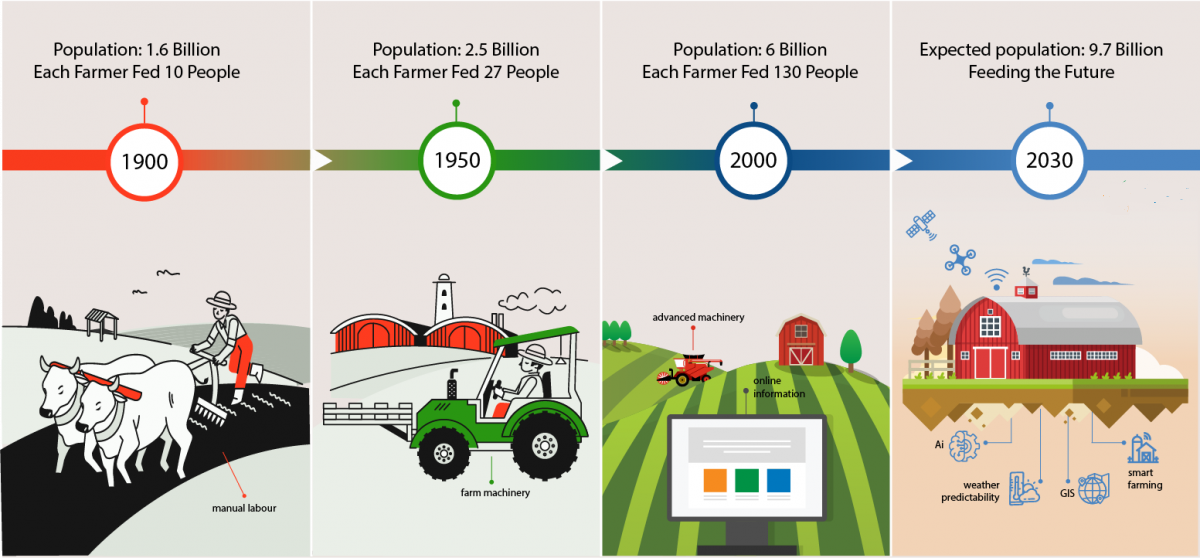 Population: 1.6 Billion
Each Farmer Fed 10 People
1900
manual labour
Population: 2.5 Billion
Each Farmer Fed 27 People
1950
farm machinery
Population: 6 Billion
Each Farmer Fed 130 People
2000
advanced machinery
online
information
Expected population: 9.7 Billion
Feeding the Future
2030
Ai
weather
predictability
GIS
smart
farming